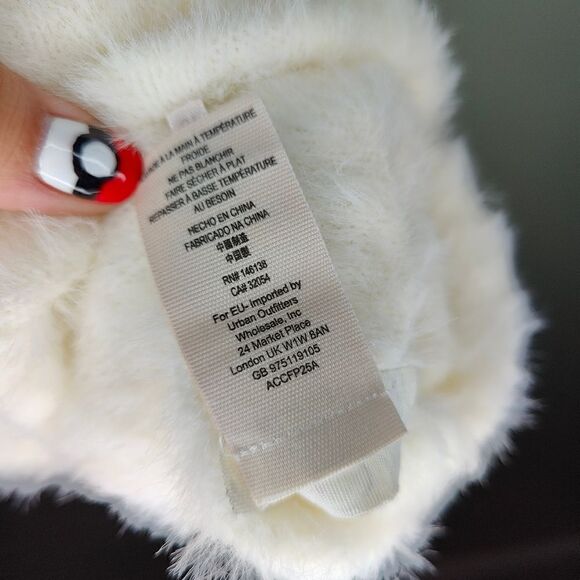 À LA MAIN À TEMPÉRATURE
FROIDE
NE PAS BLANCHIR
FAIRE SÉCHER À PLAT
REPASSER À BASSE TEMPÉRATURE
AU BESOIN
HECHO EN CHINA
FABRICADO NA CHINA
中國制造
中国製
RN# 146138
CA# 32054
For EU- Imported by
Urban Outfitters
Wholesale, Inc
24 Market Place
London UK W1W 8AN
GB 975119105
ACCFP25A